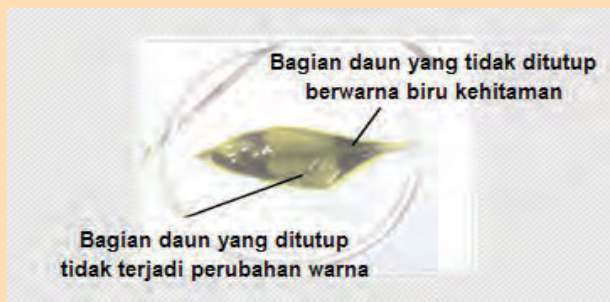 Bagian daun yang tidak ditutup
berwarna biru kehitaman
Bagian daun yang ditutup
tidak terjadi perubahan warna